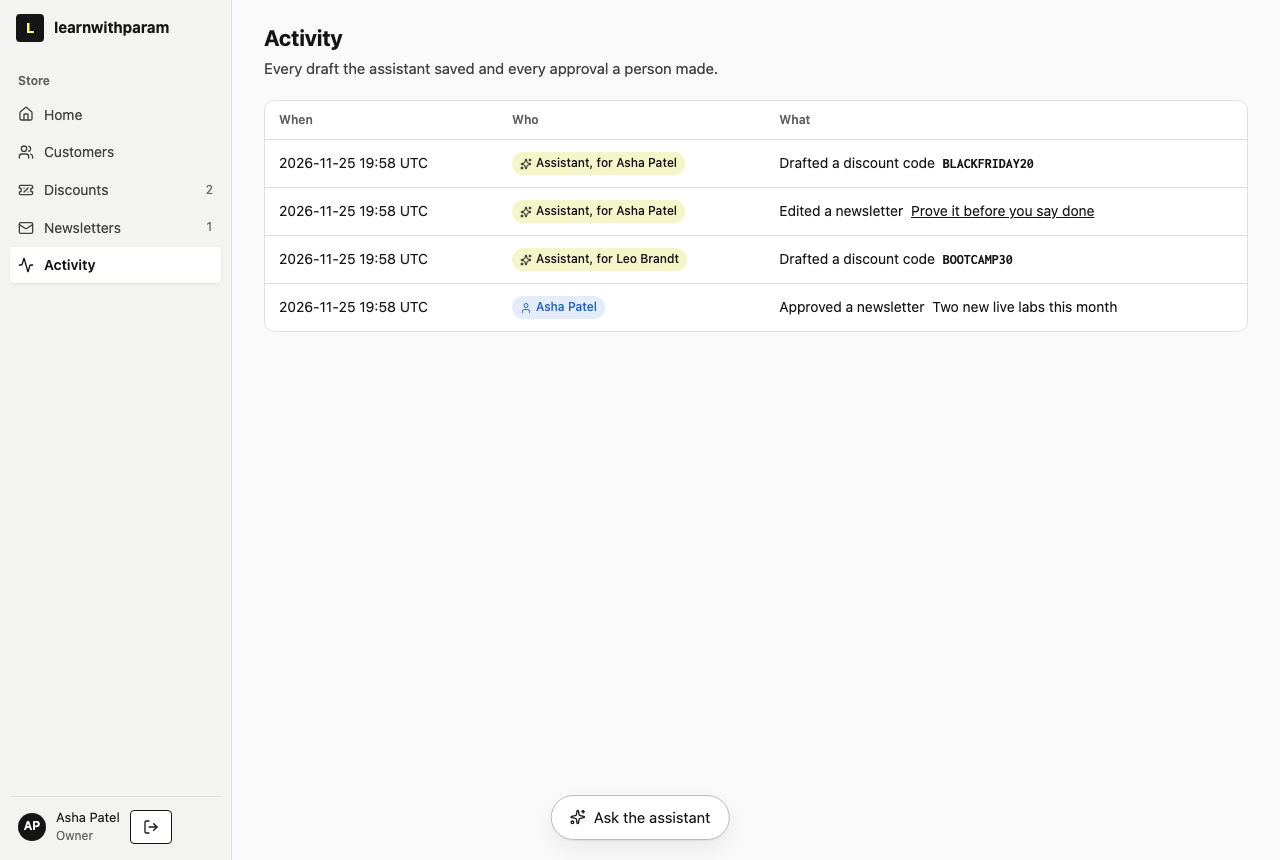 L learnwithparam
Store
Home
Customers
Discounts 2
Newsletters 1
Activity
AP Asha Patel
Owner
Activity
Every draft the assistant saved and every approval a person made.
When Who What
2026-11-25 19:58 UTC Assistant, for Asha Patel Drafted a discount code BLACKFRIDAY20
2026-11-25 19:58 UTC Assistant, for Asha Patel Edited a newsletter Prove it before you say done
2026-11-25 19:58 UTC Assistant, for Leo Brandt Drafted a discount code BOOTCAMP30
2026-11-25 19:58 UTC Asha Patel Approved a newsletter Two new live labs this month
Ask the assistant